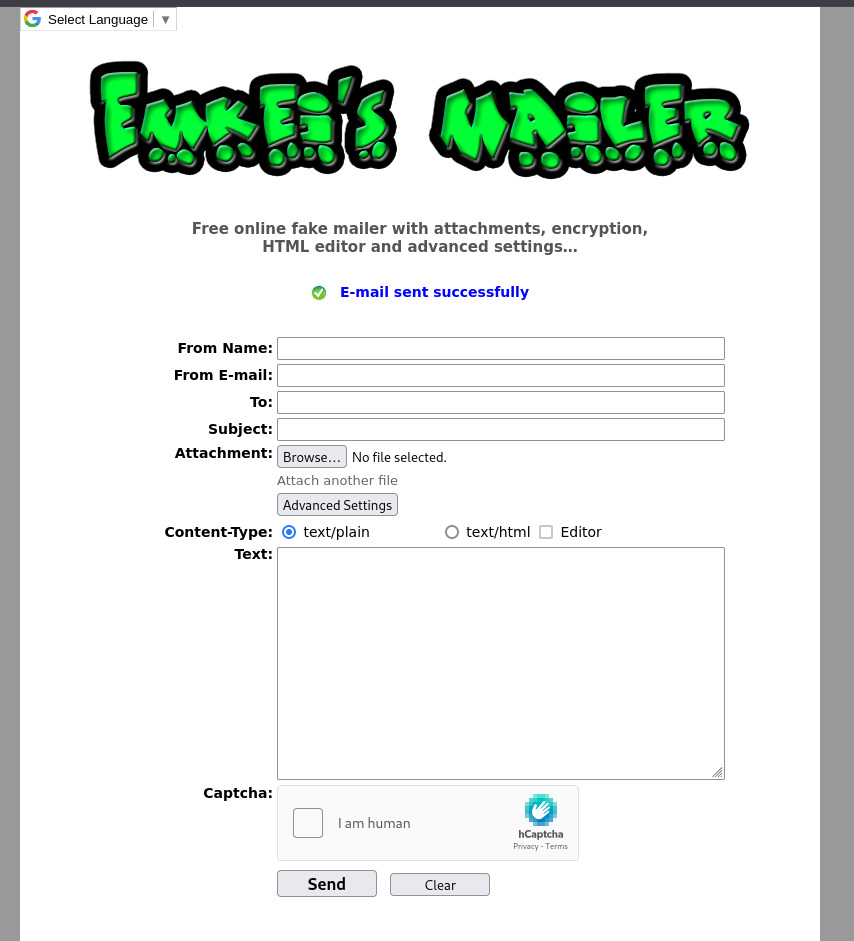 Select Language ▼
Emkei's Mailer
Free online fake mailer with attachments, encryption,
HTML editor and advanced settings…
E-mail sent successfully
From Name:
From E-mail:
To:
Subject:
Attachment: Browse… No file selected.
Attach another file
Advanced Settings
Content-Type: text/plain text/html Editor
Text:
Captcha:
I am human
hCaptcha
Privacy - Terms
Send Clear